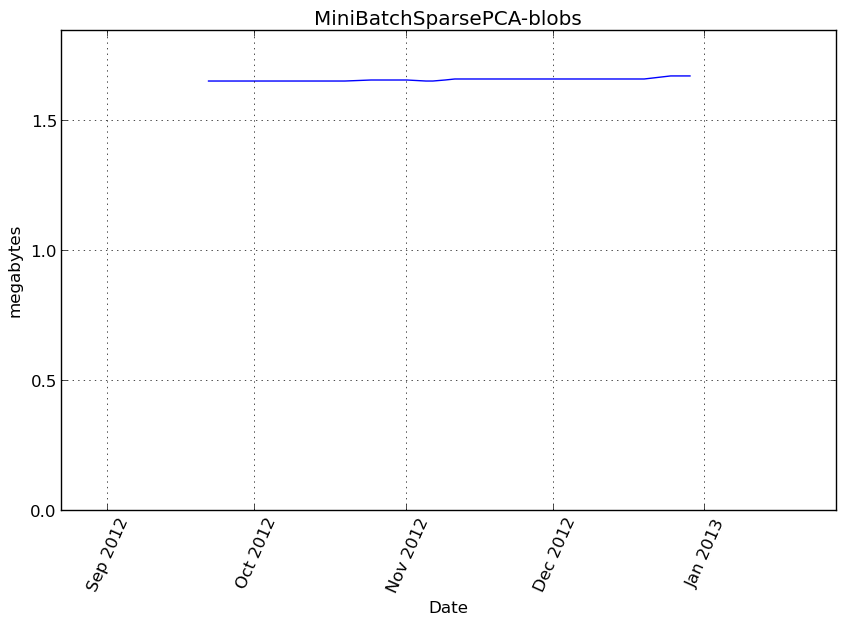 MiniBatchSparsePCA-blobs
1.5
1.0
0.5
0.0
megabytes
Sep 2012
Oct 2012
Nov 2012
Dec 2012
Jan 2013
Date